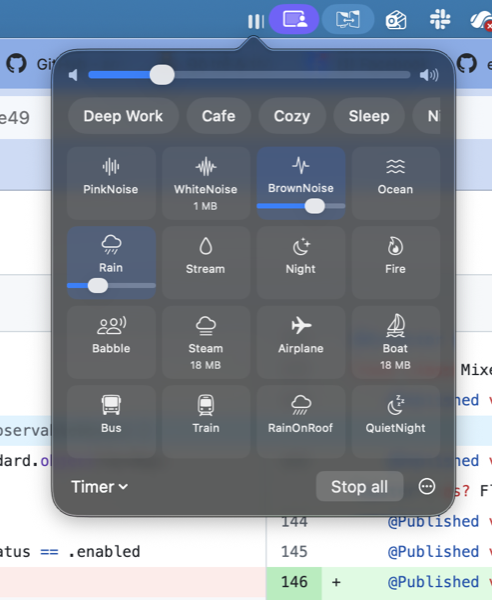 Git
e49
Deep Work Cafe Cozy Sleep
PinkNoise WhiteNoise BrownNoise Ocean
1 MB
Rain Stream Night Fire
Babble Steam Airplane Boat
18 MB 18 MB
Bus Train RainOnRoof QuietNight
Timer Stop all
Mixe
observa
dard.o
atus == .enabled
s? F
144 @Published v
145 @Published v
146 + @Published v